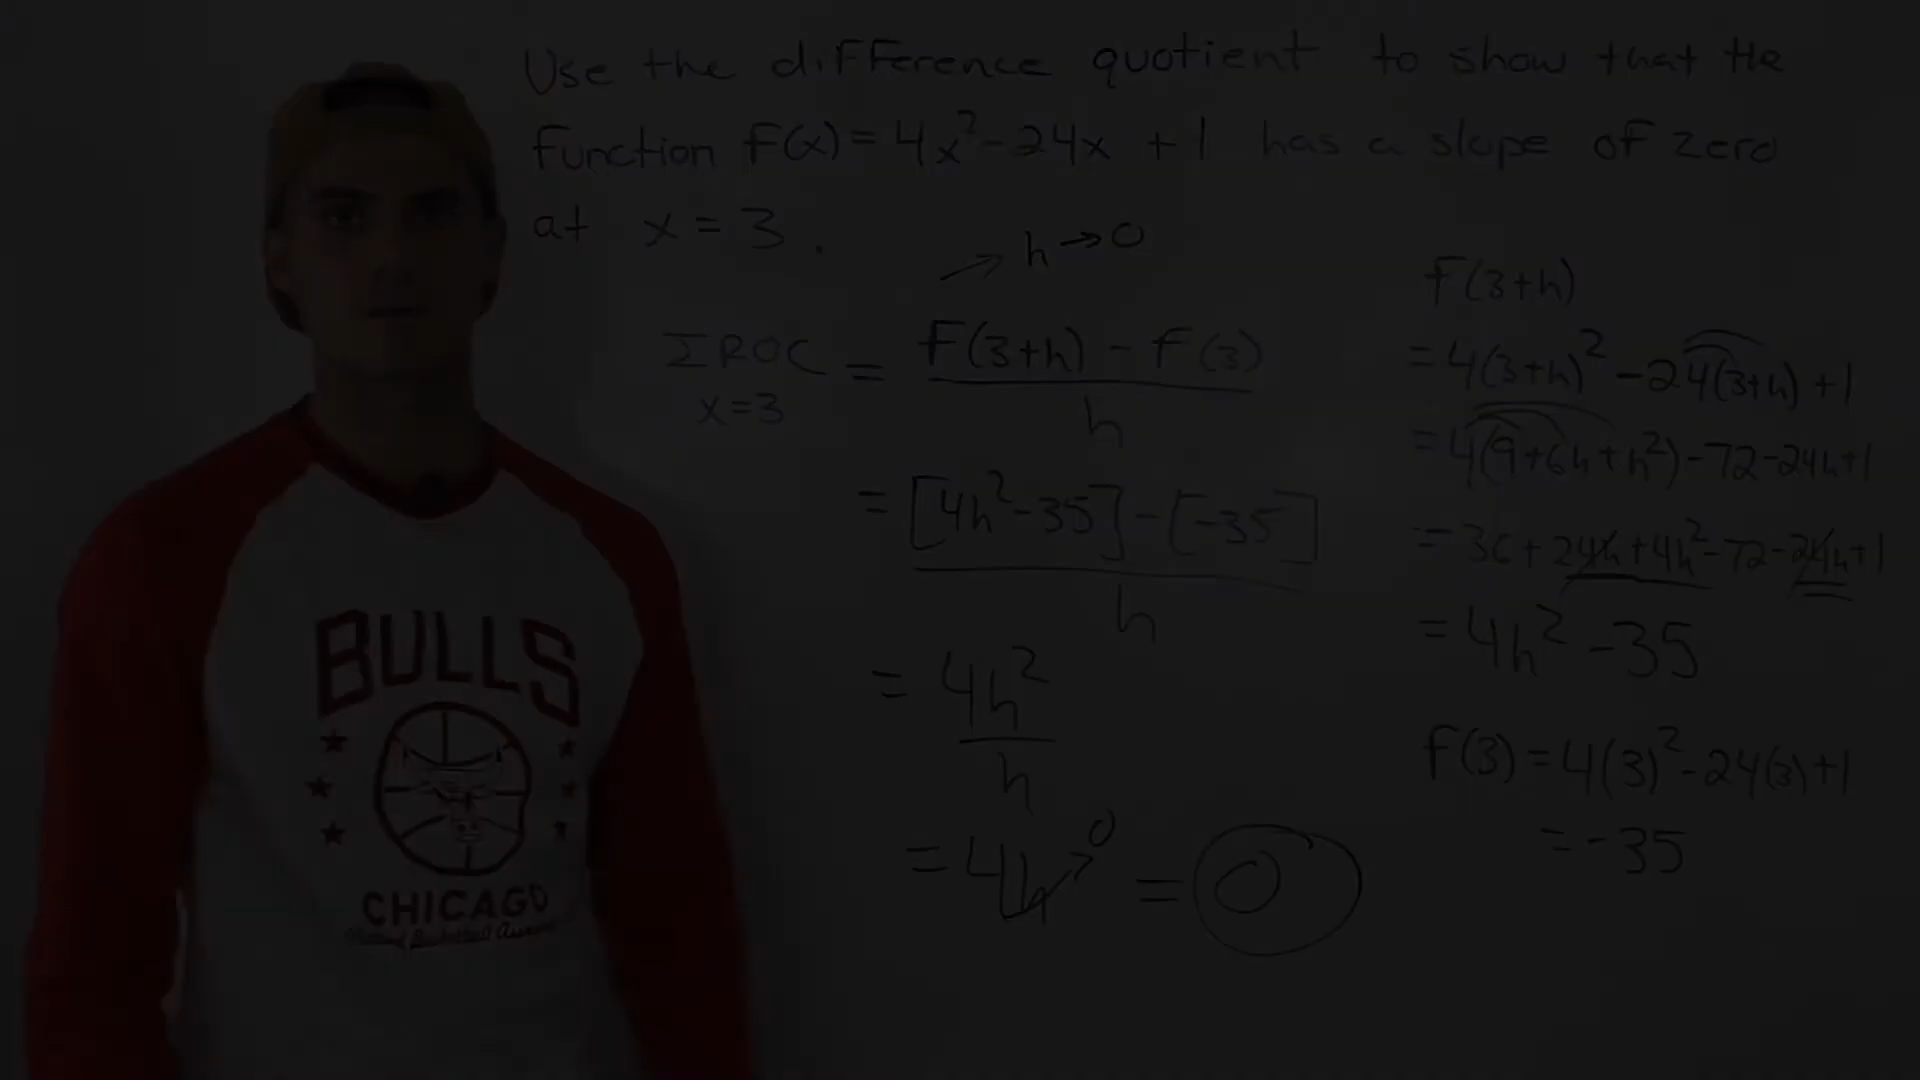 Use the difference quotient to show that the
function f(x) = 4x² - 24x + 1 has a slope of zero
at x = 3.
h → 0
IROC
x=3
= F(3+h) - f(3)
h
= [4h² - 35] - [-35]
h
= 4h²
h
= 4h → 0 = 0
F(3+h)
= 4(3+h)² - 24(3+h) + 1
= 4(9+6h+h²) - 72 - 24h + 1
= 36 + 24h + 4h² - 72 - 24h + 1
= 4h² - 35
f(3) = 4(3)² - 24(3) + 1
= -35
BULLS
CHICAGO